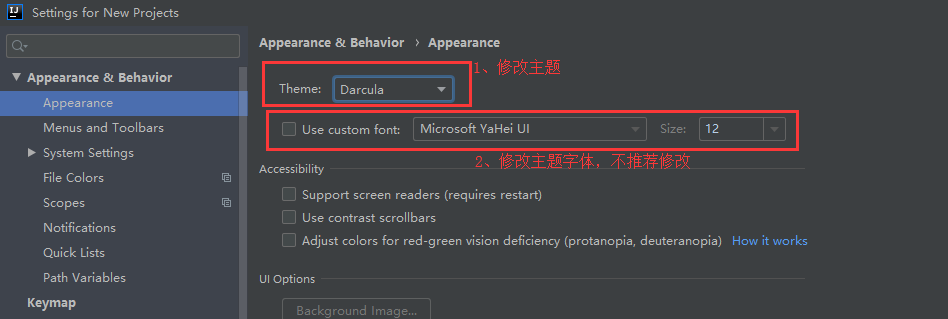 IJ
Settings for New Projects
Appearance & Behavior
Appearance
Menus and Toolbars
System Settings
File Colors
Scopes
Notifications
Quick Lists
Path Variables
Keymap
Appearance & Behavior › Appearance
1、修改主题
Theme: Darcula
Use custom font: Microsoft YaHei UI Size: 12
2、修改主题字体，不推荐修改
Accessibility
Support screen readers (requires restart)
Use contrast scrollbars
Adjust colors for red-green vision deficiency (protanopia, deuteranopia) How it works
UI Options
Background Image...